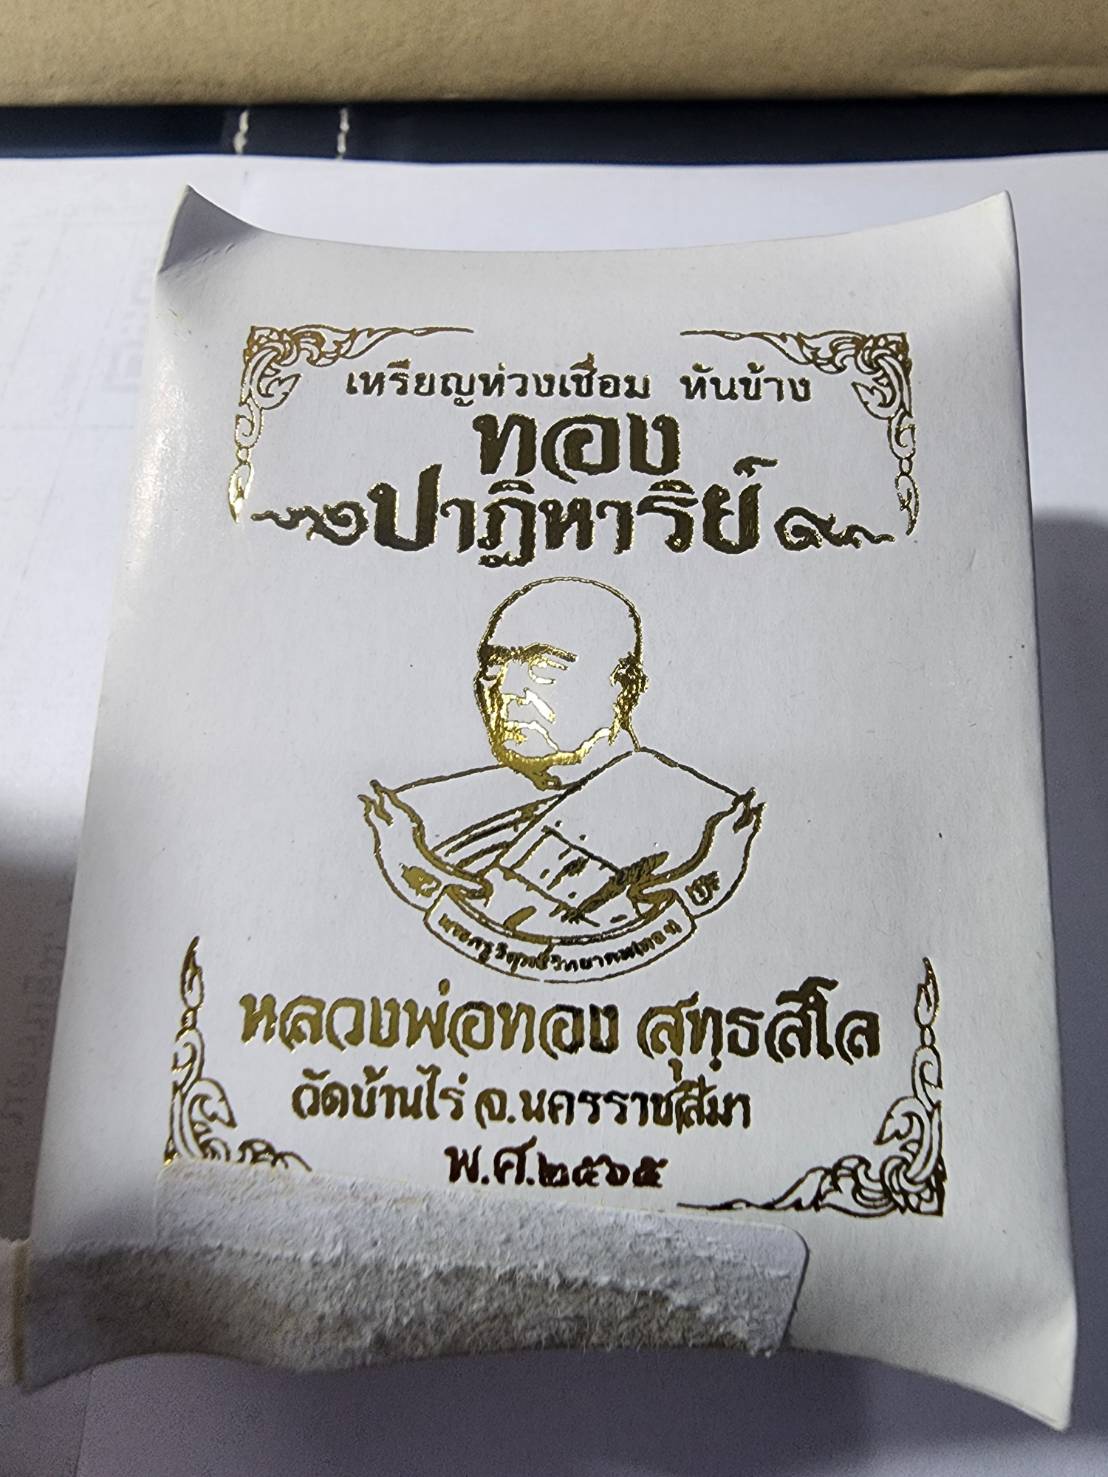 เหรียญห่วงเชื่อม หันข้าง
ทอง
ปาฏิหาริย์
หลวงพ่อทอง สุทฺธสีโล
วัดบ้านไร่ จ.นครราชสีมา
พ.ศ.๒๕๖๕